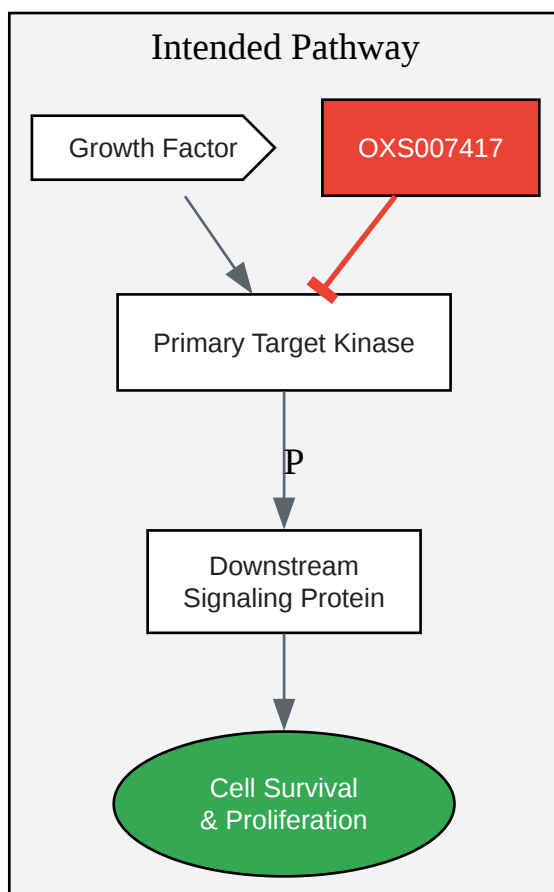 Intended Pathway
Growth Factor
OXS007417
Primary Target Kinase
P
Downstream
Signaling Protein
Cell Survival
& Proliferation